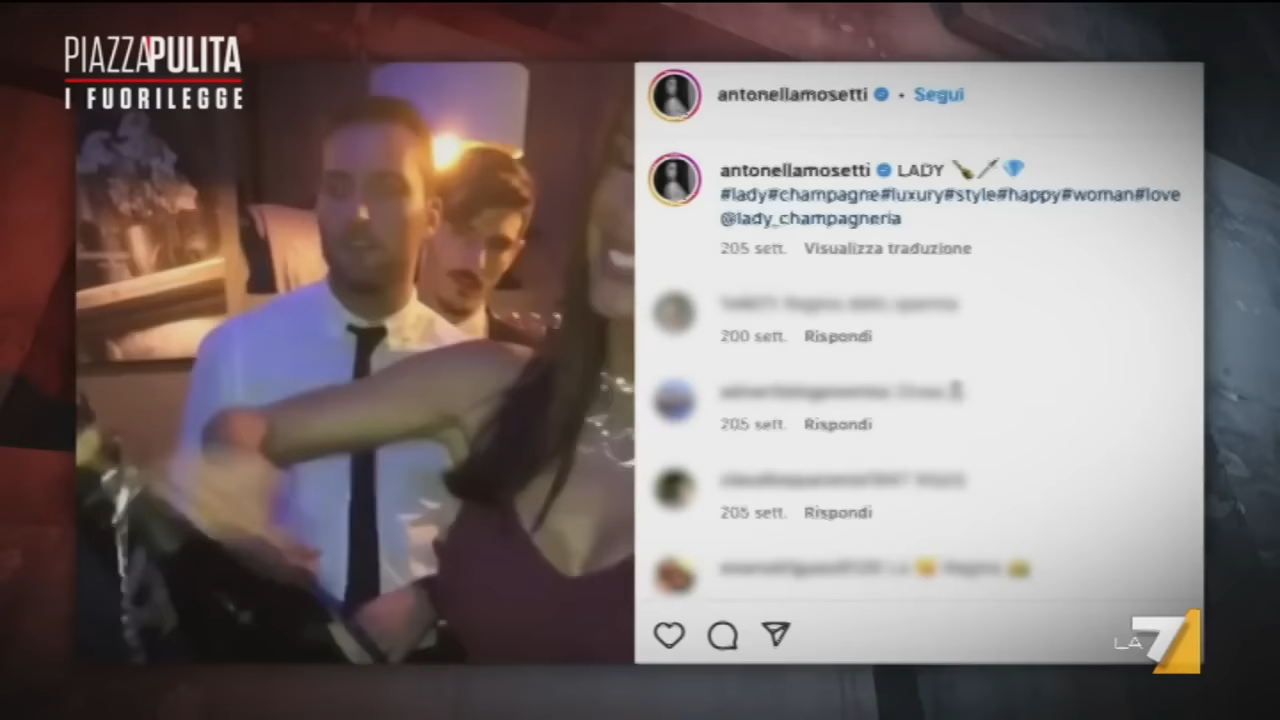 PIAZZAPULITA
I FUORILEGGE
antonellamosetti • Segui
antonellamosetti LADY
#lady#champagne#luxury#style#happy#woman#love
@lady_champagneria
205 sett. Visualizza traduzione
200 sett. Rispondi
205 sett. Rispondi
205 sett. Rispondi
LA7